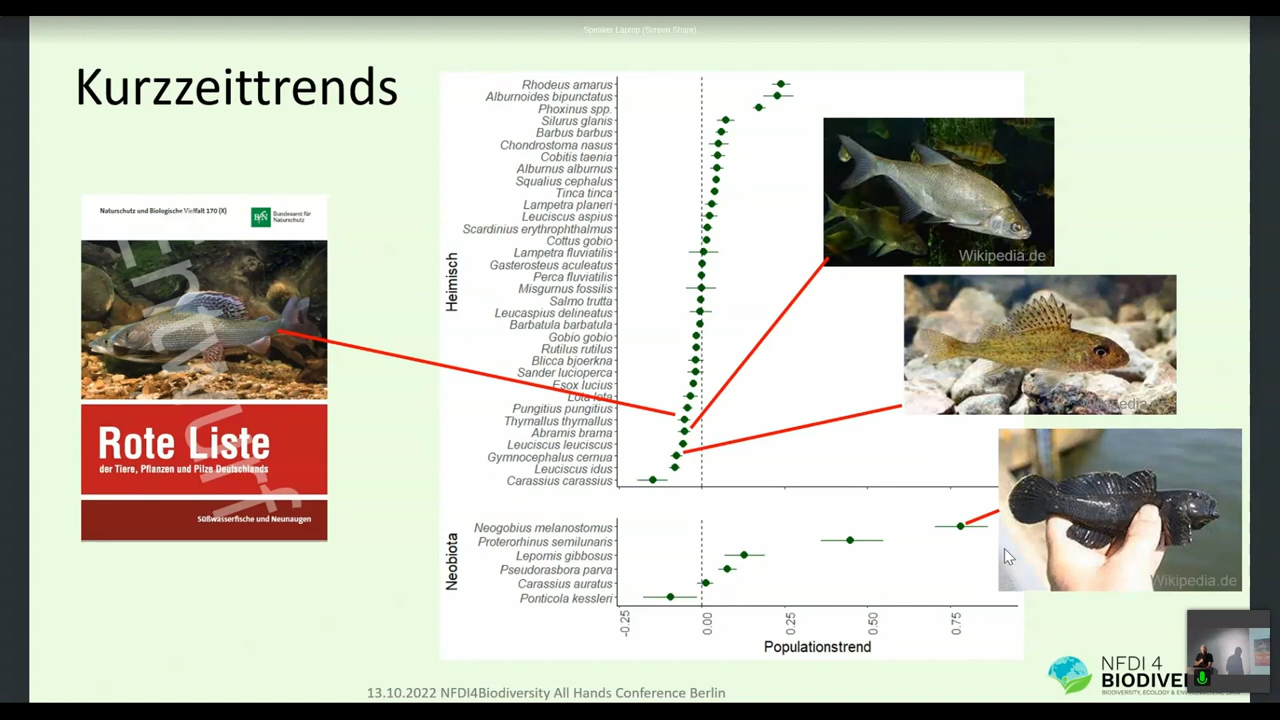 Speaker Laptop (Screen Share)
Kurzzeittrends
Naturschutz und Biologische Vielfalt 170 (X)
BfN
Bundesamt für
Naturschutz
Entwurf
Rote Liste
der Tiere, Pflanzen und Pilze Deutschlands
Süßwasserfische und Neunaugen
Heimisch
Rhodeus amarus
Alburnoides bipunctatus
Phoxinus spp.
Silurus glanis
Barbus barbus
Chondrostoma nasus
Cobitis taenia
Alburnus alburnus
Squalius cephalus
Tinca tinca
Lampetra planeri
Leuciscus aspius
Scardinius erythrophthalmus
Cottus gobio
Lampetra fluviatilis
Gasterosteus aculeatus
Perca fluviatilis
Misgurnus fossilis
Salmo trutta
Leucaspius delineatus
Barbatula barbatula
Gobio gobio
Rutilus rutilus
Blicca bjoerkna
Sander lucioperca
Esox lucius
Lota lota
Pungitius pungitius
Thymallus thymallus
Abramis brama
Leuciscus leuciscus
Gymnocephalus cernua
Leuciscus idus
Carassius carassius
Neobiota
Neogobius melanostomus
Proterorhinus semilunaris
Lepomis gibbosus
Pseudorasbora parva
Carassius auratus
Ponticola kessleri
-0.25
0.00
0.25
0.50
0.75
Populationstrend
Wikipedia.de
Wikipedia.de
13.10.2022 NFDI4Biodiversity All Hands Conference Berlin
NFDI 4
BIODIVE
BIODIVERSITY, ECOLOGY &